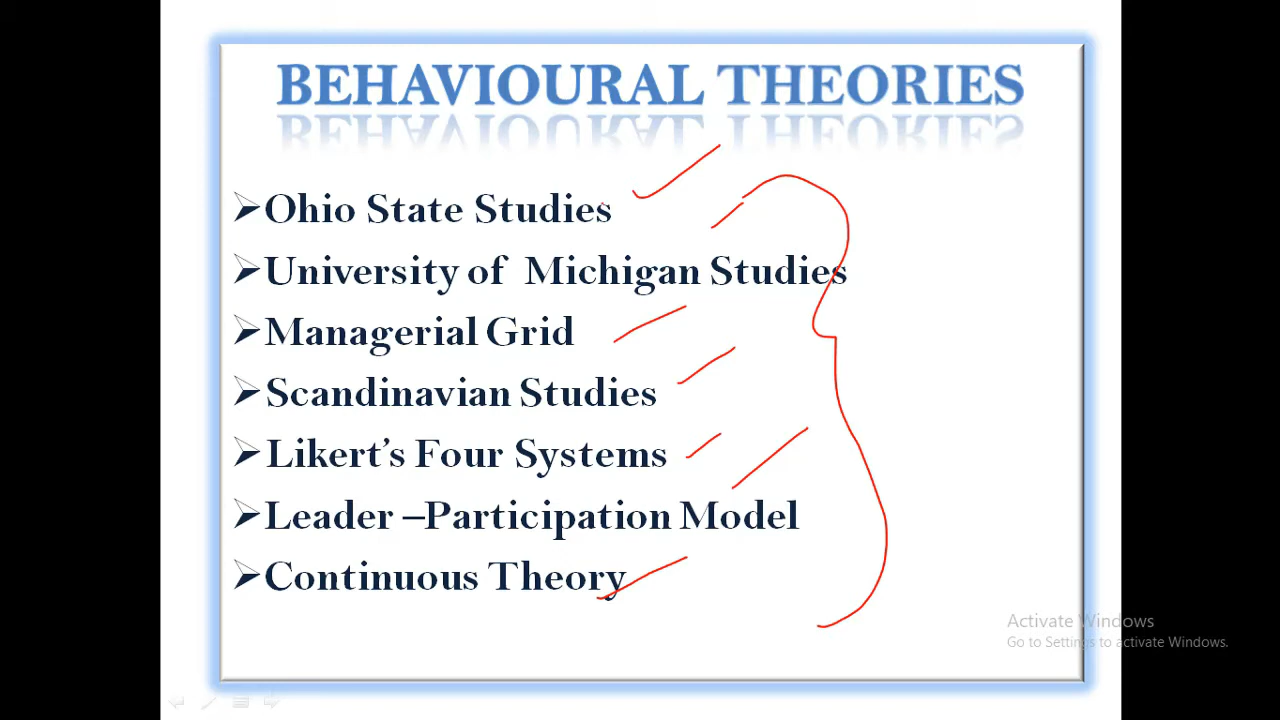 BEHAVIOURAL THEORIES
Ohio State Studies
University of Michigan Studies
Managerial Grid
Scandinavian Studies
Likert’s Four Systems
Leader –Participation Model
Continuous Theory
Activate Windows
Go to Settings to activate Windows.